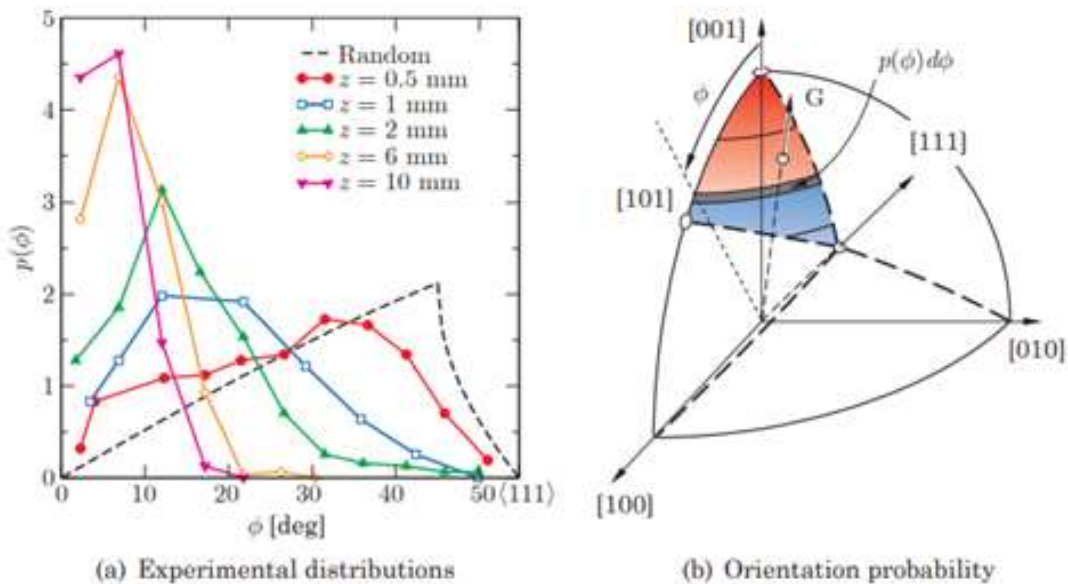 5
4
3
2
1
0
p(ϕ)
Random
z = 0.5 mm
z = 1 mm
z = 2 mm
z = 6 mm
z = 10 mm
0 10 20 30 40 50 ⟨111⟩
ϕ [deg]
(a) Experimental distributions
[001]
p(ϕ) dϕ
ϕ
G
[111]
[101]
[010]
[100]
(b) Orientation probability